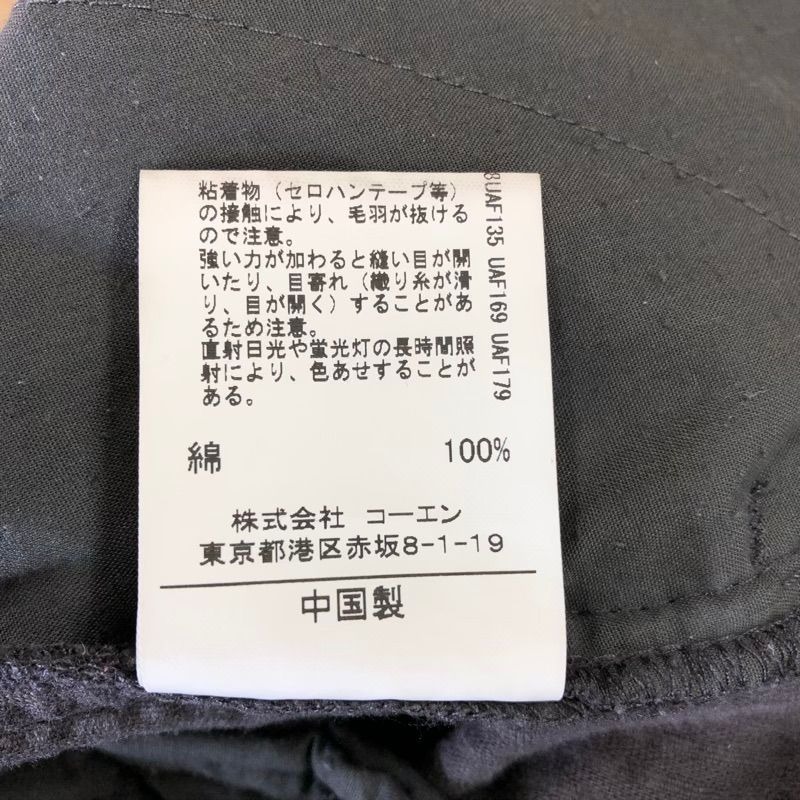 粘着物（セロハンテープ等）
の接触により、毛羽が抜ける
ので注意。
強い力が加わると縫い目が開
いたり、目寄れ（織り糸が滑
り、目が開く）することがあ
るため注意。
直射日光や蛍光灯の長時間照
射により、色あせすることが
ある。
8UAF135 UAF169 UAF179
綿 100%
株式会社 コーエン
東京都港区赤坂8-1-19
中国製